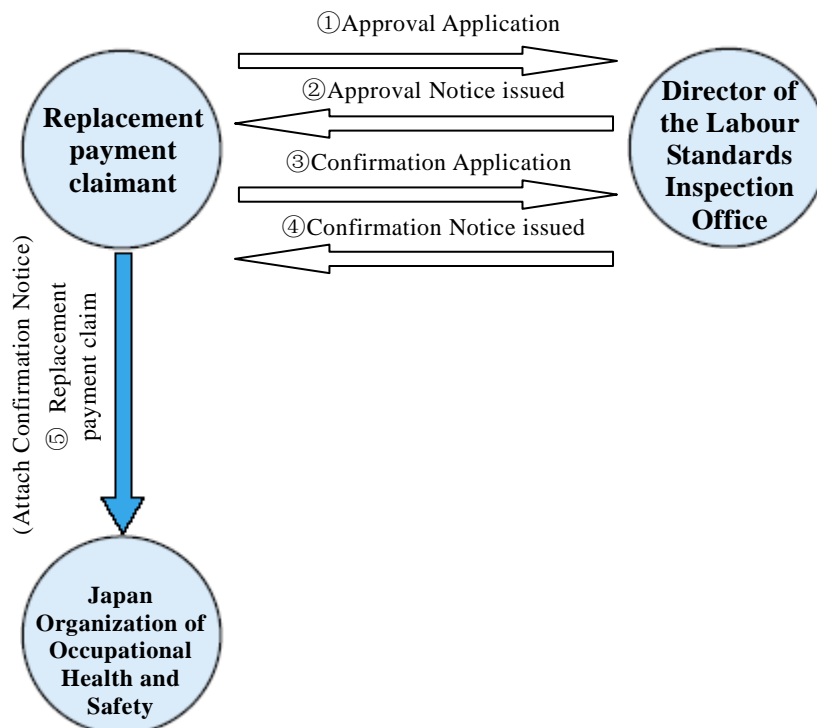 ①Approval Application
Replacement
payment
claimant
②Approval Notice issued
③Confirmation Application
④Confirmation Notice issued
Director of
the Labour
Standards
Inspection
Office
(Attach Confirmation Notice)
⑤ Replacement
payment claim
Japan
Organization of
Occupational
Health and
Safety